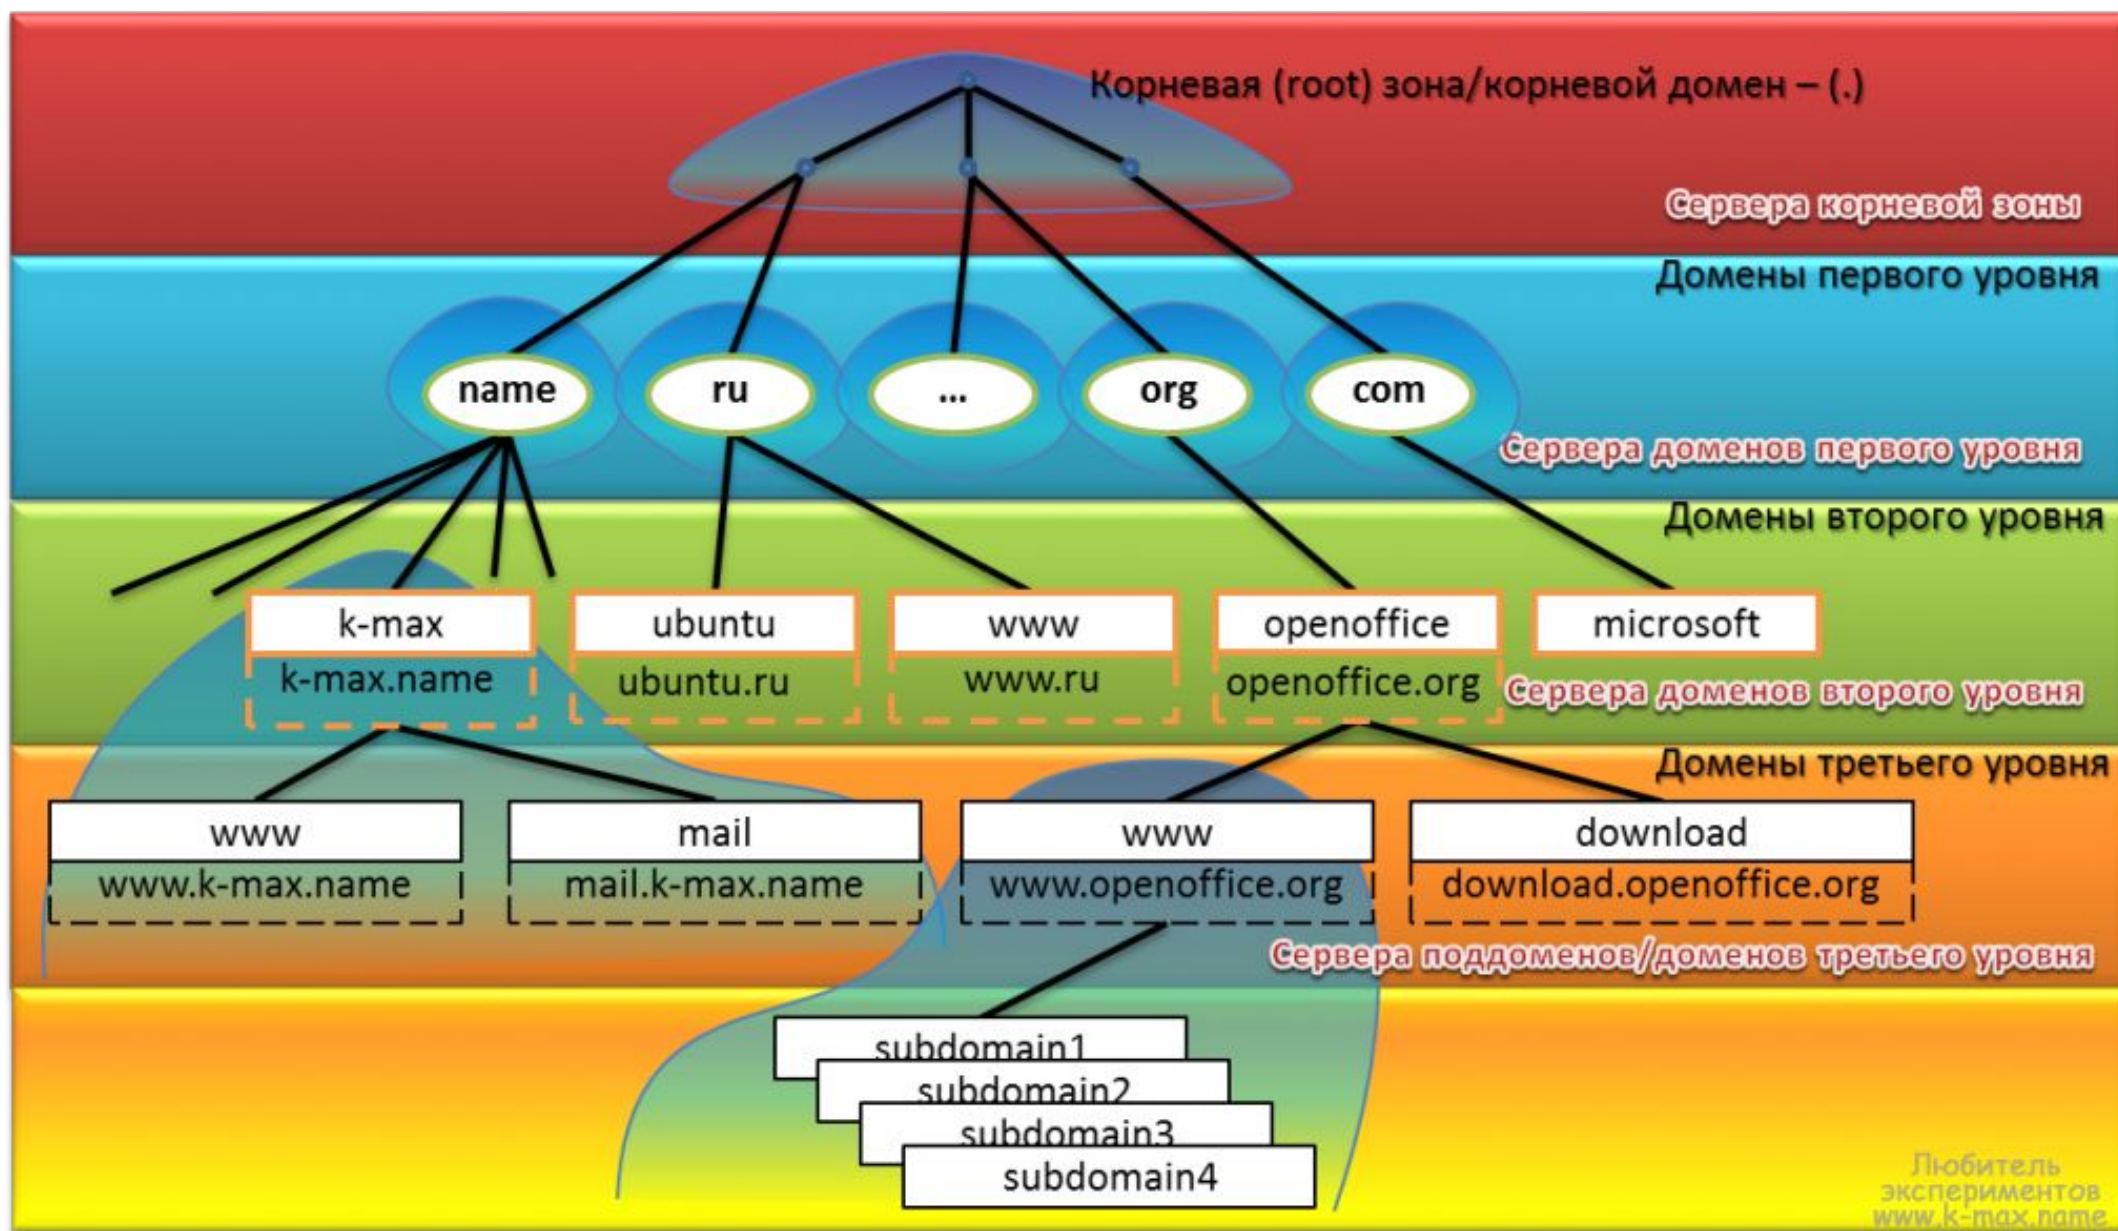 Корневая (root) зона/корневой домен – (.)
Сервера корневой зоны
Домены первого уровня
name
ru
...
org
com
Сервера доменов первого уровня
Домены второго уровня
k-max
ubuntu
www
openoffice
microsoft
k-max.name
ubuntu.ru
www.ru
openoffice.org
Сервера доменов второго уровня
Домены третьего уровня
www
mail
www
download
www.k-max.name
mail.k-max.name
www.openoffice.org
download.openoffice.org
Сервера поддоменов/доменов третьего уровня
subdomain1
subdomain2
subdomain3
subdomain4
Любитель
экспериментов
www.k-max.name